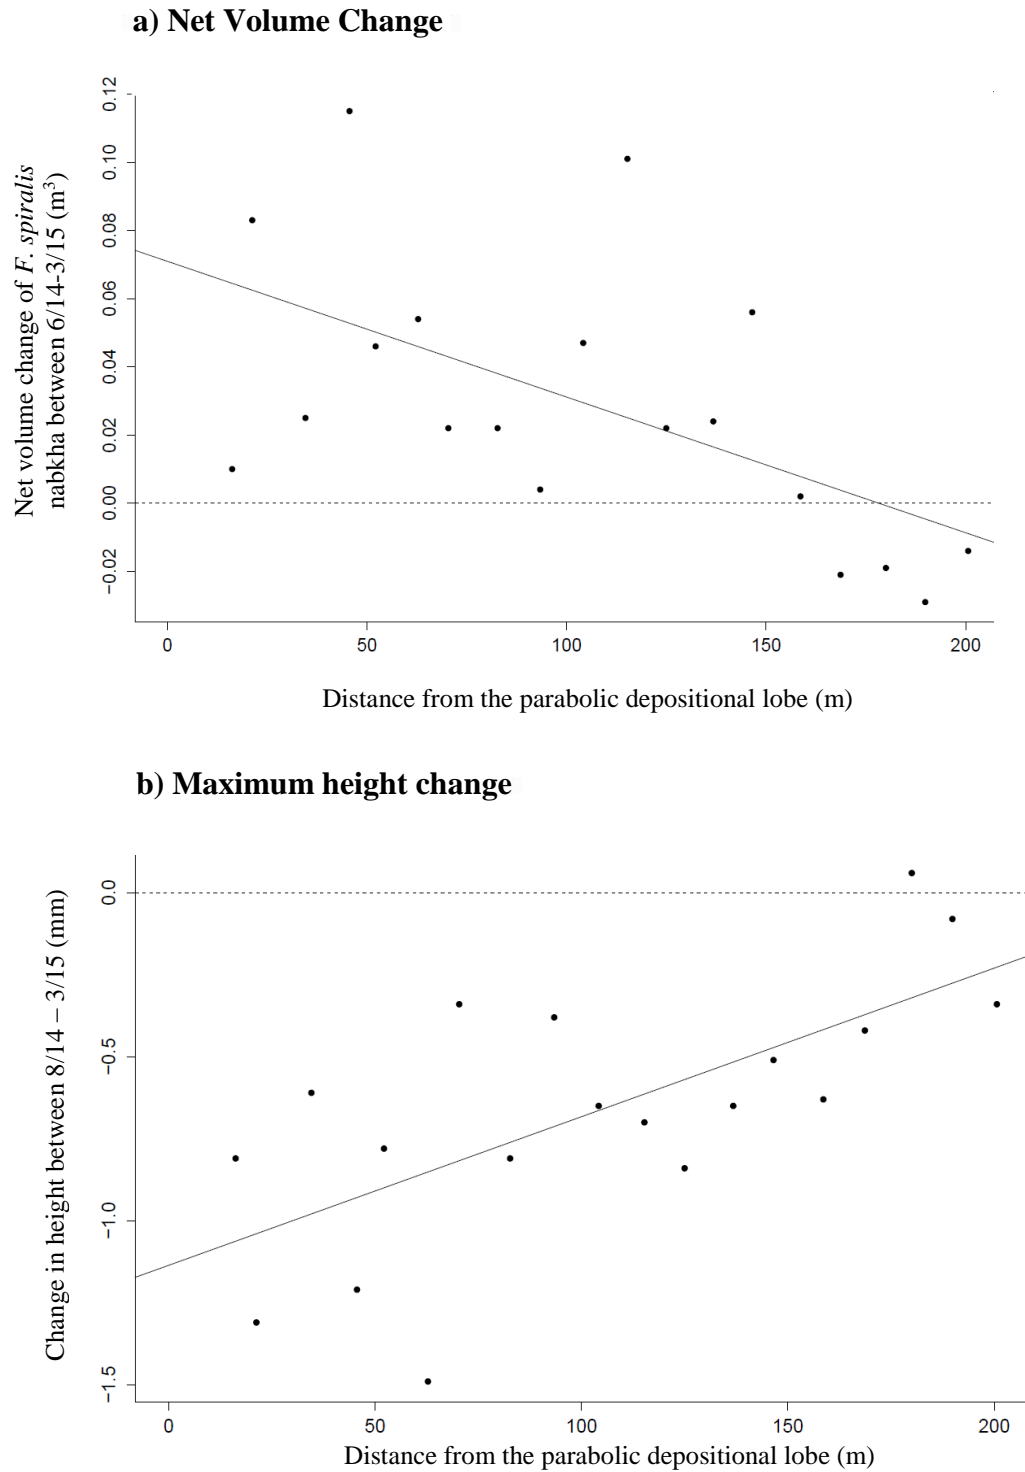 a) Net Volume Change
Net volume change of F. spiralis
nabkha between 6/14-3/15 (m³)
0.12
0.10
0.08
0.06
0.04
0.02
0.00
−0.02
0 50 100 150 200
Distance from the parabolic depositional lobe (m)
b) Maximum height change
Change in height between 8/14 – 3/15 (mm)
0.0
−0.5
−1.0
−1.5
0 50 100 150 200
Distance from the parabolic depositional lobe (m)